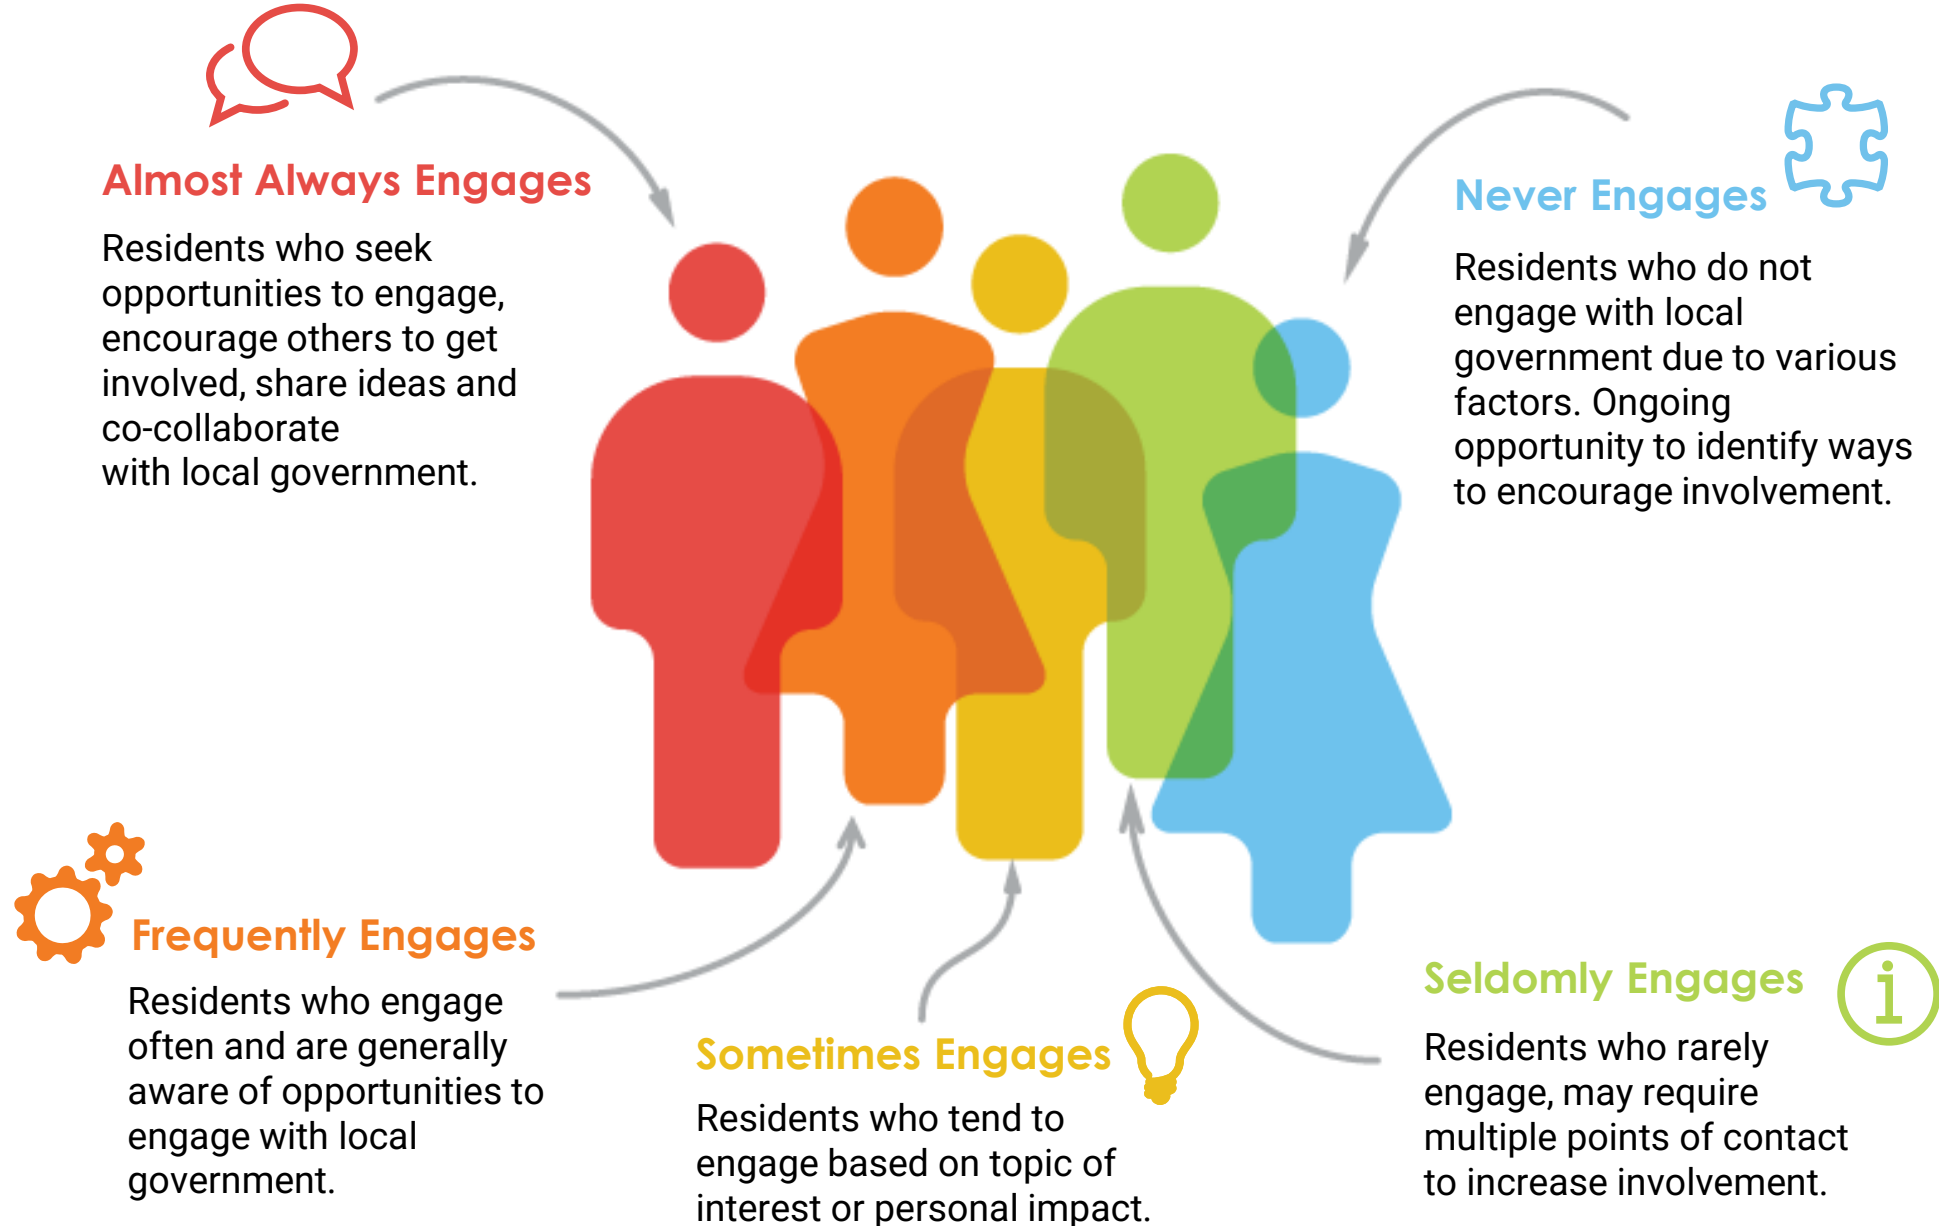 Almost Always Engages
Residents who seek
opportunities to engage,
encourage others to get
involved, share ideas and
co-collaborate
with local government.
Never Engages
Residents who do not
engage with local
government due to various
factors. Ongoing
opportunity to identify ways
to encourage involvement.
Frequently Engages
Residents who engage
often and are generally
aware of opportunities to
engage with local
government.
Sometimes Engages
Residents who tend to
engage based on topic of
interest or personal impact.
Seldomly Engages
i
Residents who rarely
engage, may require
multiple points of contact
to increase involvement.